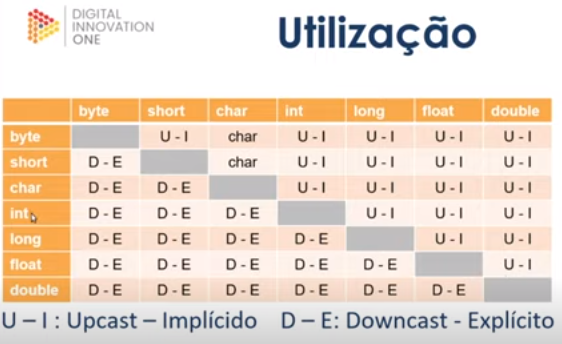 DIGITAL
INNOVATION
ONE
Utilização
byte short char int long float double
byte U - I char U - I U - I U - I U - I
short D - E char U - I U - I U - I U - I
char D - E D - E U - I U - I U - I U - I
int D - E D - E D - E U - I U - I U - I
long D - E D - E D - E D - E U - I U - I
float D - E D - E D - E D - E D - E U - I
double D - E D - E D - E D - E D - E D - E
U – I : Upcast – Implícido D – E: Downcast - Explícito